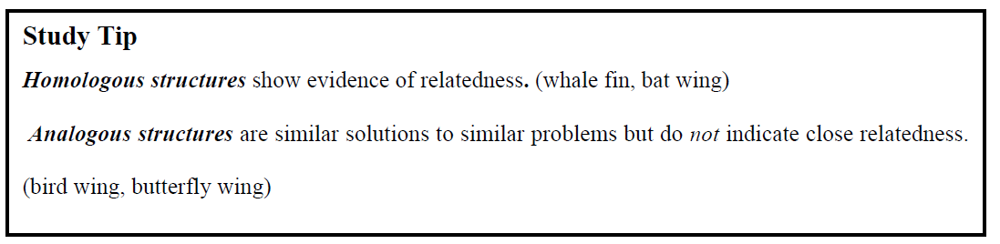 Study Tip
Homologous structures show evidence of relatedness. (whale fin, bat wing)
Analogous structures are similar solutions to similar problems but do not indicate close relatedness.
(bird wing, butterfly wing)